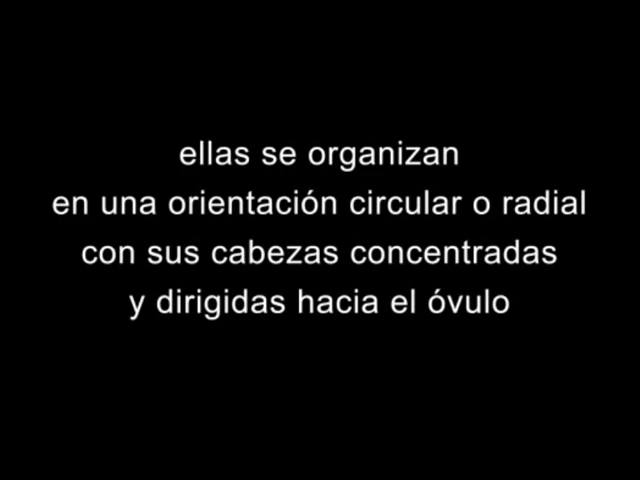 ellas se organizan
en una orientación circular o radial
con sus cabezas concentradas
y dirigidas hacia el óvulo